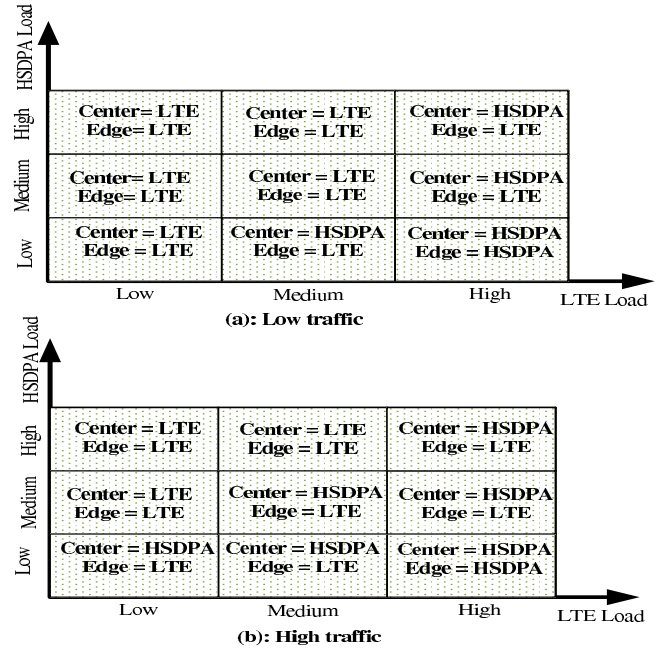 HSDPA Load
High
Center= LTE
Edge=LTE
Center = LTE
Edge = LTE
Center = HSDPA
Edge = LTE
Medium
Center= LTE
Edge= LTE
Center = LTE
Edge = LTE
Center = HSDPA
Edge = LTE
Low
Center = LTE
Edge = LTE
Center = HSDPA
Edge = LTE
Center = HSDPA
Edge = HSDPA
Low
Medium
High
LTE Load
(a): Low traffic
HSDPA Load
High
Center = LTE
Edge = LTE
Center = LTE
Edge = LTE
Center = HSDPA
Edge = LTE
Medium
Center = LTE
Edge = LTE
Center = HSDPA
Edge = LTE
Center = HSDPA
Edge = LTE
Low
Center = HSDPA
Edge = LTE
Center = HSDPA
Edge = LTE
Center = HSDPA
Edge = HSDPA
Low
Medium
High
LTE Load
(b): High traffic